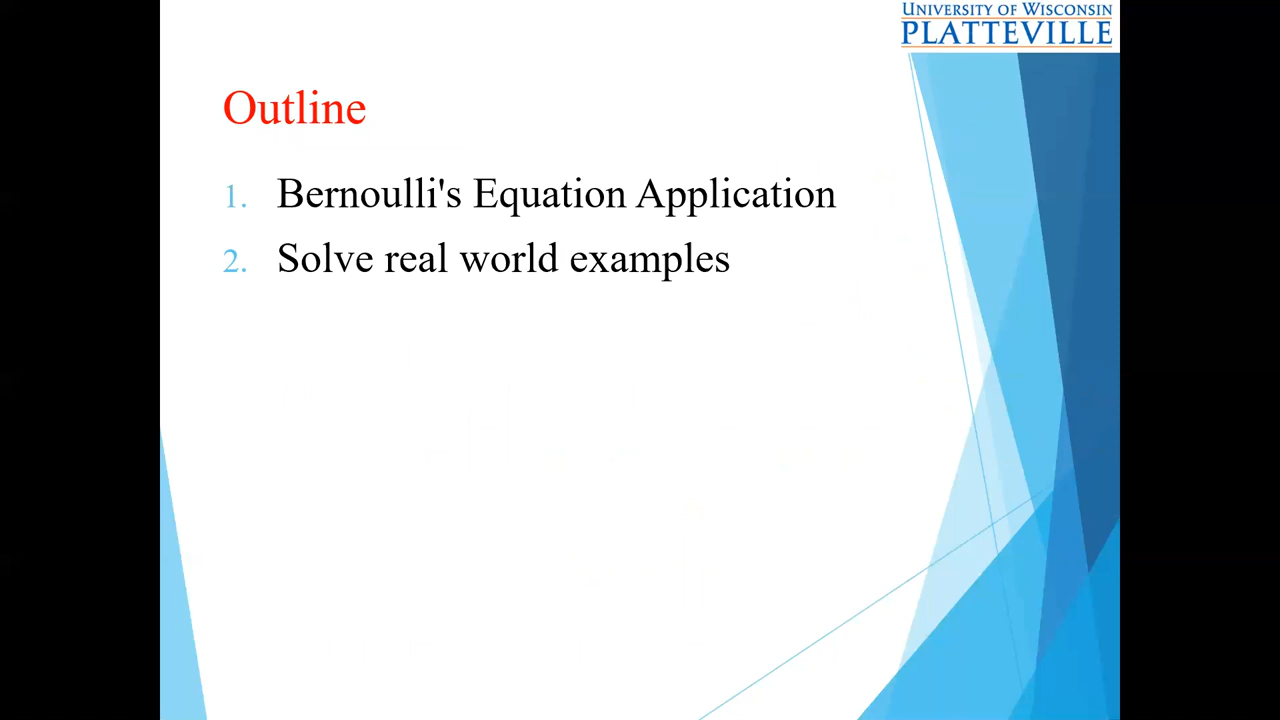 UNIVERSITY OF WISCONSIN
PLATTEVILLE
Outline
1. Bernoulli's Equation Application
2. Solve real world examples